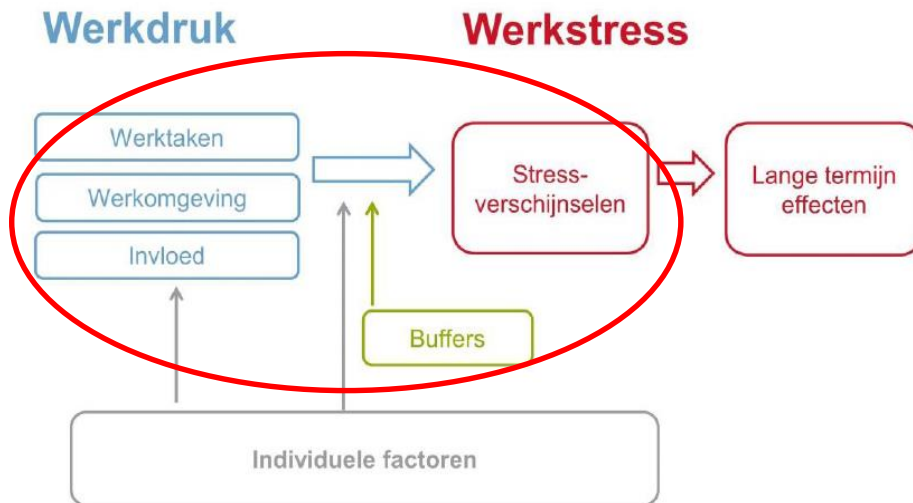 Werkdruk
Werkstress
Werktaken
Werkomgeving
Invloed
Stress-
verschijnselen
Lange termijn
effecten
Buffers
Individuele factoren